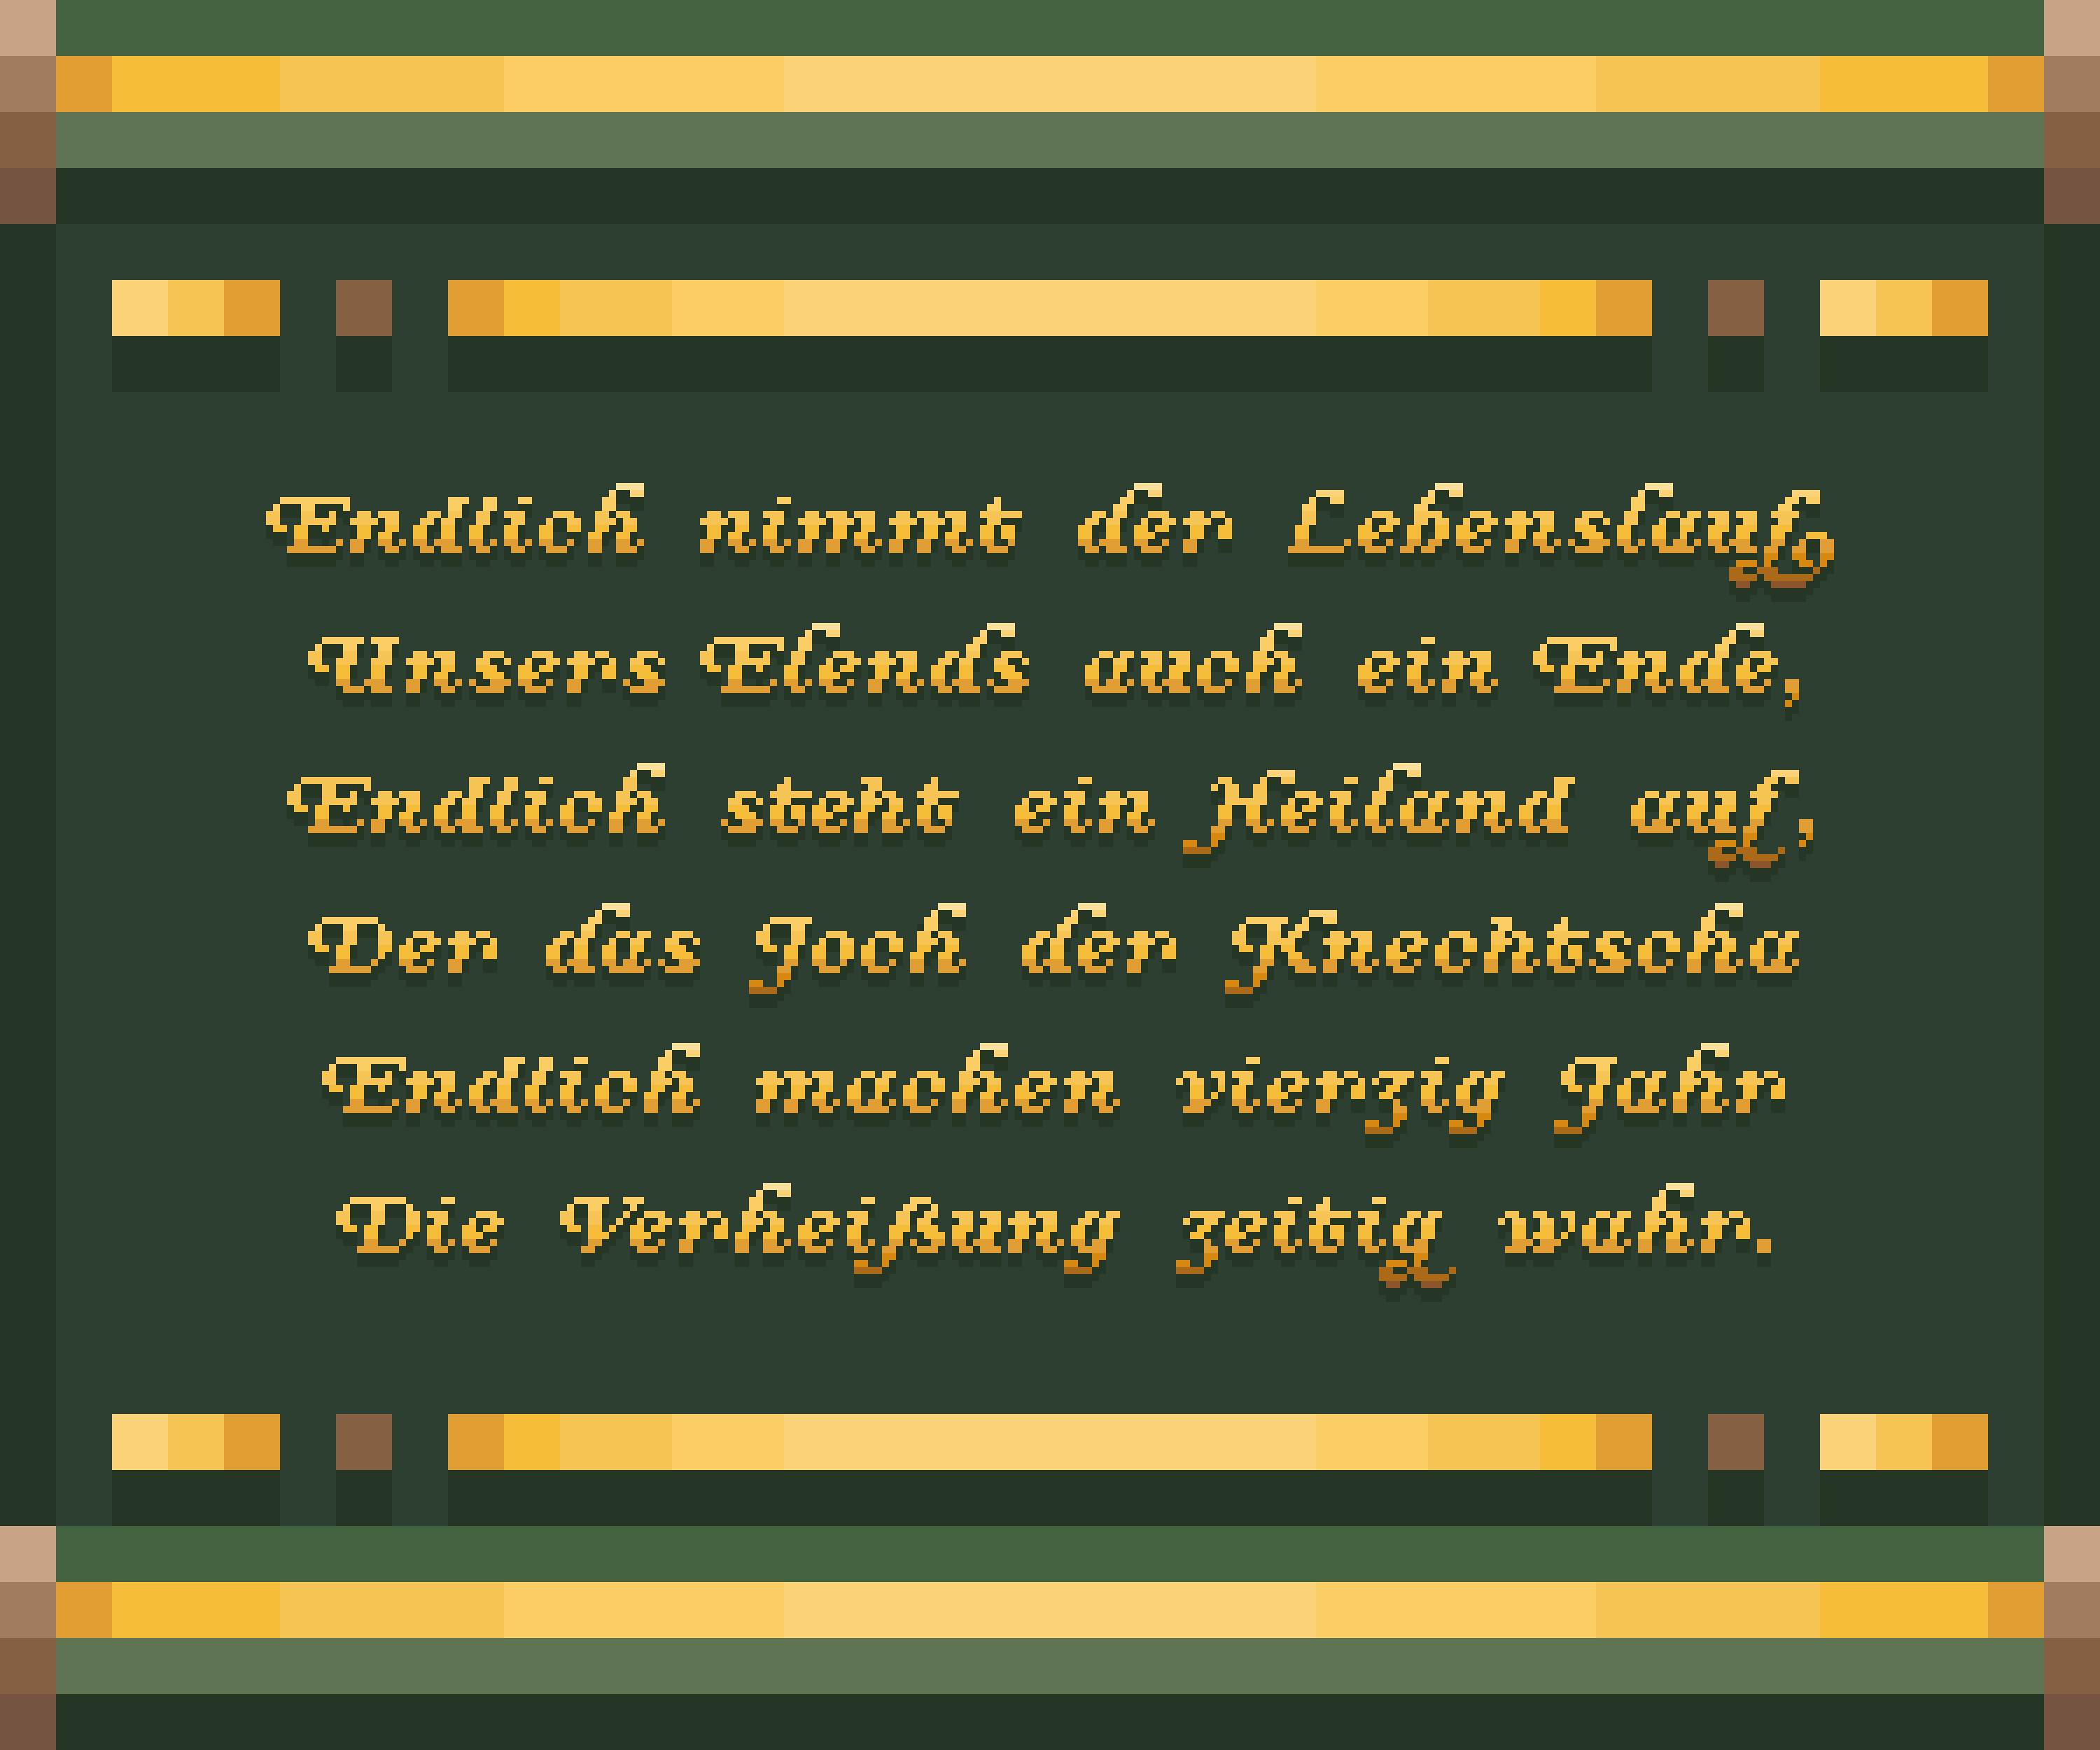 Endlich nimmt der Lebenslauf
Unsers Elends auch ein Ende,
Endlich steht ein Heiland auf,
Der das Joch der Knechtscha
Endlich machen vierzig Jahr
Die Verheißung zeitig wahr.